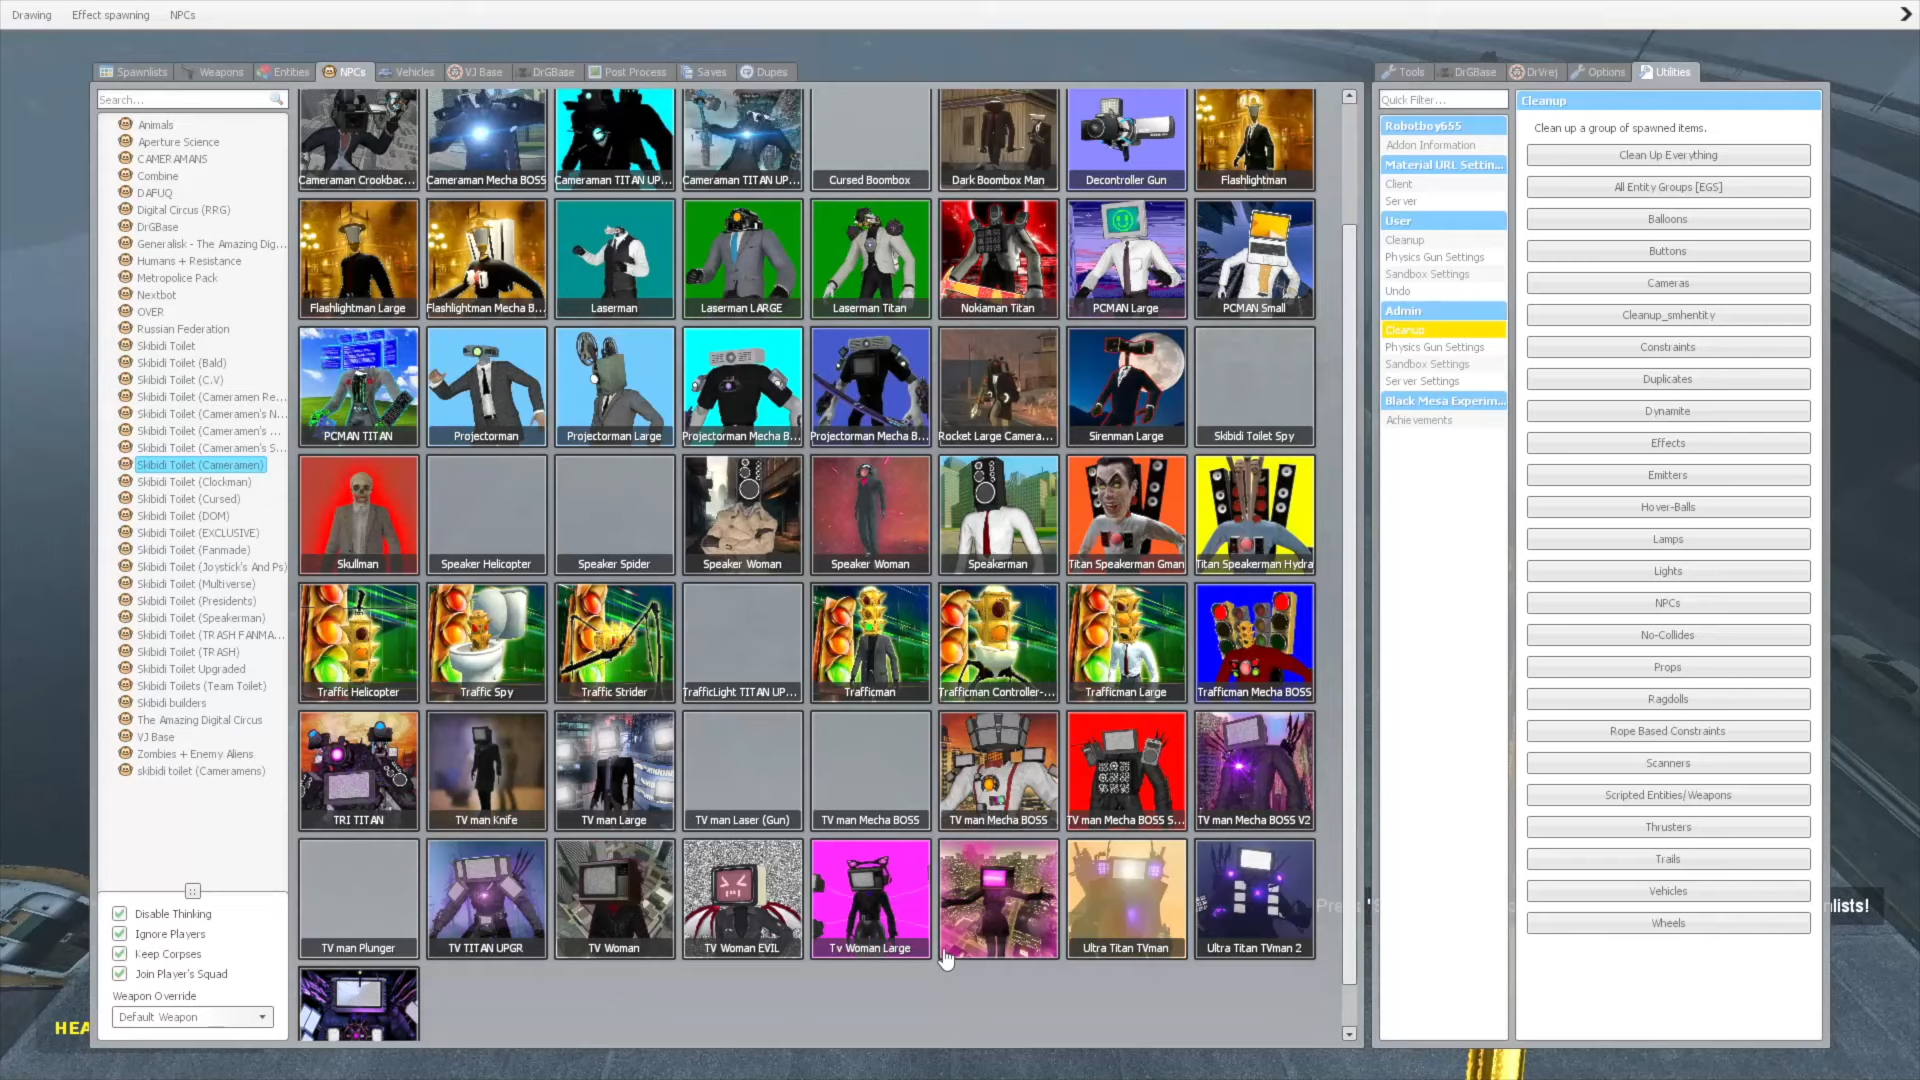 Drawing Effect spawning NPCs
Spawnlists Weapons Entities NPCs Vehicles VJ Base DrGBase Post Process Saves Dupes
Search...
Animals
Aperture Science
CAMERAMANS
Combine
DAFUQ
Digital Circus (RRG)
DrGBase
Generalisk - The Amazing Dig...
Humans + Resistance
Metropolice Pack
Nextbot
OVER
Russian Federation
Skibidi Toilet
Skibidi Toilet (Bald)
Skibidi Toilet (C.V)
Skibidi Toilet (Cameramen Re...
Skibidi Toilet (Cameramen's N...
Skibidi Toilet (Cameramen's ...
Skibidi Toilet (Cameramen's S...
Skibidi Toilet (Cameramen)
Skibidi Toilet (Clockman)
Skibidi Toilet (Cursed)
Skibidi Toilet (DOM)
Skibidi Toilet (EXCLUSIVE)
Skibidi Toilet (Fanmade)
Skibidi Toilet (Joystick's And Ps)
Skibidi Toilet (Multiverse)
Skibidi Toilet (Presidents)
Skibidi Toilet (Speakerman)
Skibidi Toilet (TRASH FANMA...
Skibidi Toilet (TRASH)
Skibidi Toilet Upgraded
Skibidi Toilets (Team Toilet)
Skibidi builders
The Amazing Digital Circus
VJ Base
Zombies + Enemy Aliens
skibidi toilet (Cameramens)
Disable Thinking
Ignore Players
Keep Corpses
Join Player's Squad
Weapon Override
Default Weapon
HEA
Cameraman Crookbac... Cameraman Mecha BOSS Cameraman TITAN UP... Cameraman TITAN UP... Cursed Boombox Dark Boombox Man Decontroller Gun Flashlightman
Flashlightman Large Flashlightman Mecha B... Laserman Laserman LARGE Laserman Titan Nokiaman Titan PCMAN Large PCMAN Small
PCMAN TITAN Projectorman Projectorman Large Projectorman Mecha B... Projectorman Mecha B... Rocket Large Camera... Sirenman Large Skibidi Toilet Spy
Skullman Speaker Helicopter Speaker Spider Speaker Woman Speaker Woman Speakerman Titan Speakerman Gman Titan Speakerman Hydra
Traffic Helicopter Traffic Spy Traffic Strider TrafficLight TITAN UP... Trafficman Trafficman Controller-... Trafficman Large Trafficman Mecha BOSS
TRI TITAN TV man Knife TV man Large TV man Laser (Gun) TV man Mecha BOSS TV man Mecha BOSS TV man Mecha BOSS S... TV man Mecha BOSS V2
TV man Plunger TV TITAN UPGR TV Woman TV Woman EVIL Tv Woman Large Ultra Titan TVman Ultra Titan TVman 2
Tools DrGBase DrVrej Options Utilities
Quick Filter...
Robotboy655
Addon Information
Material URL Settin...
Client
Server
User
Cleanup
Physics Gun Settings
Sandbox Settings
Undo
Admin
Cleanup
Physics Gun Settings
Sandbox Settings
Server Settings
Black Mesa Experim...
Achievements
Cleanup
Clean up a group of spawned items.
Clean Up Everything
All Entity Groups [EGS]
Balloons
Buttons
Cameras
Cleanup_smhentity
Constraints
Duplicates
Dynamite
Effects
Emitters
Hover-Balls
Lamps
Lights
NPCs
No-Collides
Props
Ragdolls
Rope Based Constraints
Scanners
Scripted Entities/Weapons
Thrusters
Trails
Vehicles
Wheels
nlists!